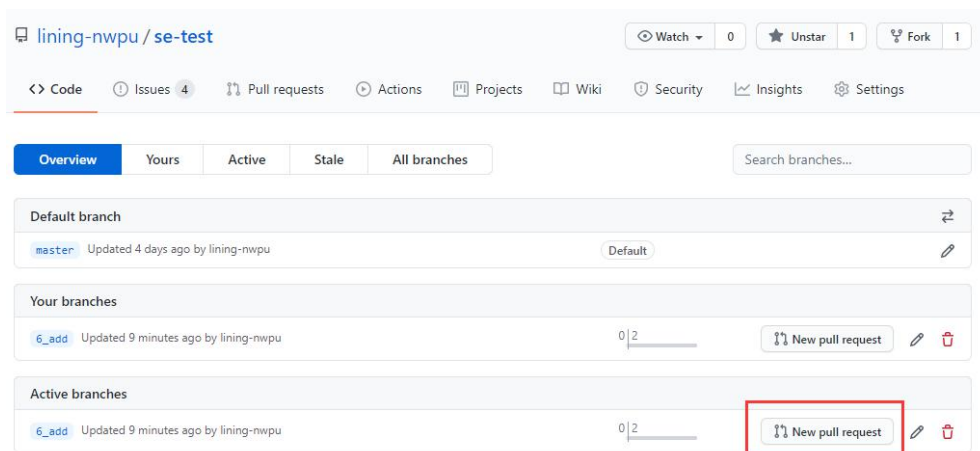 lining-nwpu / se-test Watch 0 Unstar 1 Fork 1
<> Code Issues 4 Pull requests Actions Projects Wiki Security Insights Settings
Overview Yours Active Stale All branches Search branches...
Default branch
master Updated 4 days ago by lining-nwpu Default
Your branches
6_add Updated 9 minutes ago by lining-nwpu 0|2 New pull request
Active branches
6_add Updated 9 minutes ago by lining-nwpu 0|2 New pull request